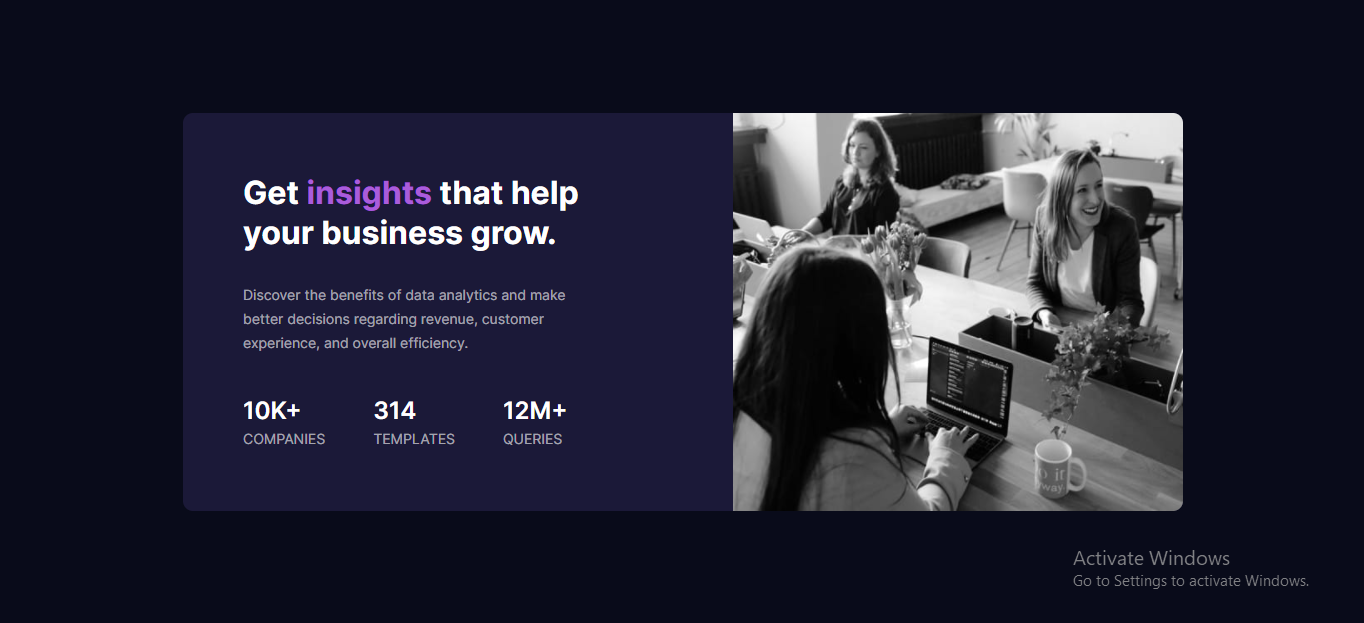 Get insights that help
your business grow.
Discover the benefits of data analytics and make
better decisions regarding revenue, customer
experience, and overall efficiency.
10K+ 314 12M+
COMPANIES TEMPLATES QUERIES
Activate Windows
Go to Settings to activate Windows.